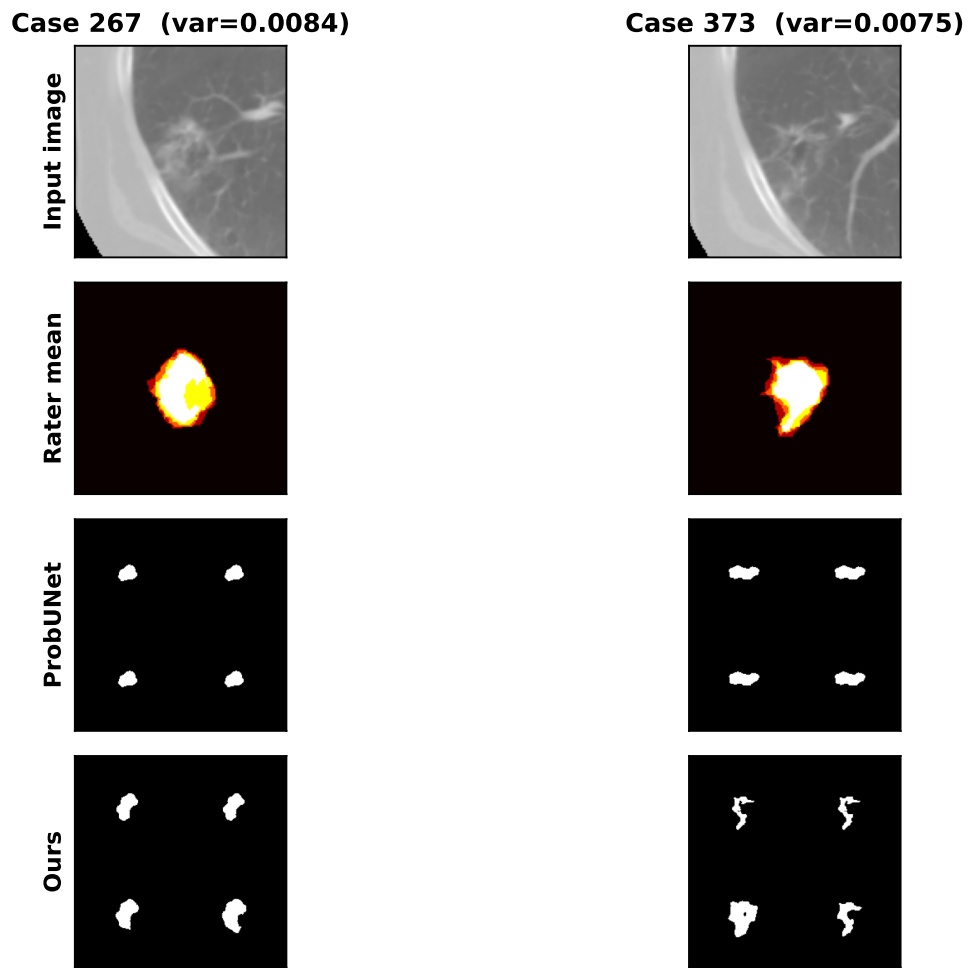 Case 267  (var=0.0084)
Case 373  (var=0.0075)
Input image
Rater mean
ProbUNet
Ours